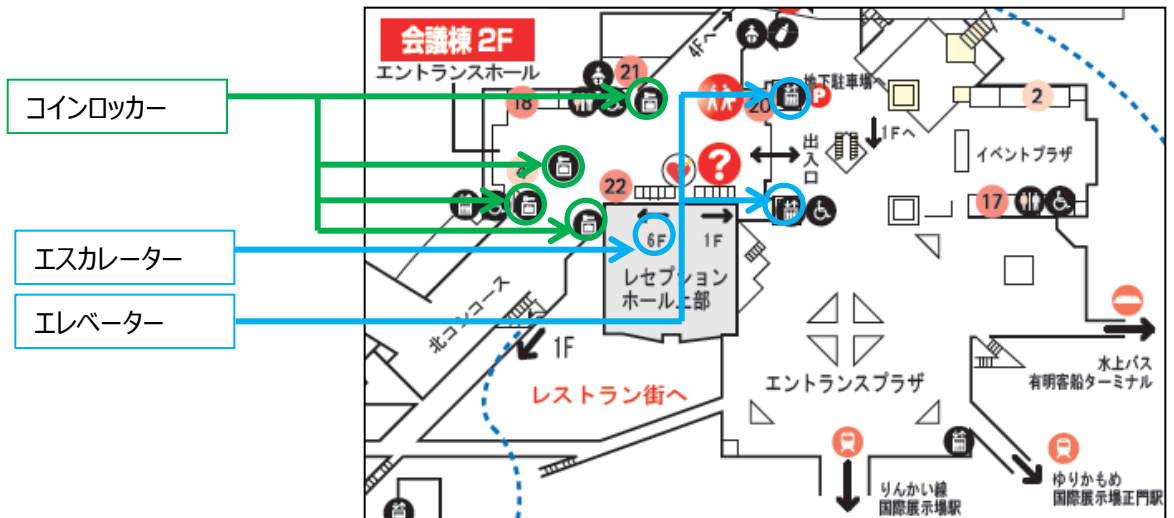 会議棟 2F
エントランスホール
コインロッカー
エスカレーター
エレベーター
4Fへ
21
18
20
地下駐車場へ
P
2
1Fへ
出入口
イベントプラザ
?
22
17
6F
1F
レセプション
ホール上部
北コンコース
1F
レストラン街へ
エントランスプラザ
水上バス
有明客船ターミナル
りんかい線
国際展示場駅
ゆりかもめ
国際展示場正門駅